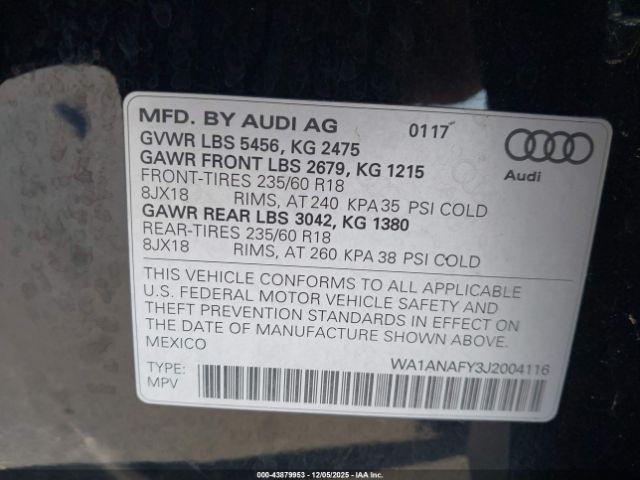 MFD. BY AUDI AG 0117
GVWR LBS 5456, KG 2475
GAWR FRONT LBS 2679, KG 1215
FRONT-TIRES 235/60 R18
8JX18 RIMS, AT 240 KPA 35 PSI COLD
GAWR REAR LBS 3042, KG 1380
REAR-TIRES 235/60 R18
8JX18 RIMS, AT 260 KPA 38 PSI COLD
Audi
THIS VEHICLE CONFORMS TO ALL APPLICABLE
U.S. FEDERAL MOTOR VEHICLE SAFETY AND
THEFT PREVENTION STANDARDS IN EFFECT ON
THE DATE OF MANUFACTURE SHOWN ABOVE.
MEXICO
TYPE: WA1ANAFY3J2004116
MPV
00-43879953 - 12/05/2025 - IAA Inc.